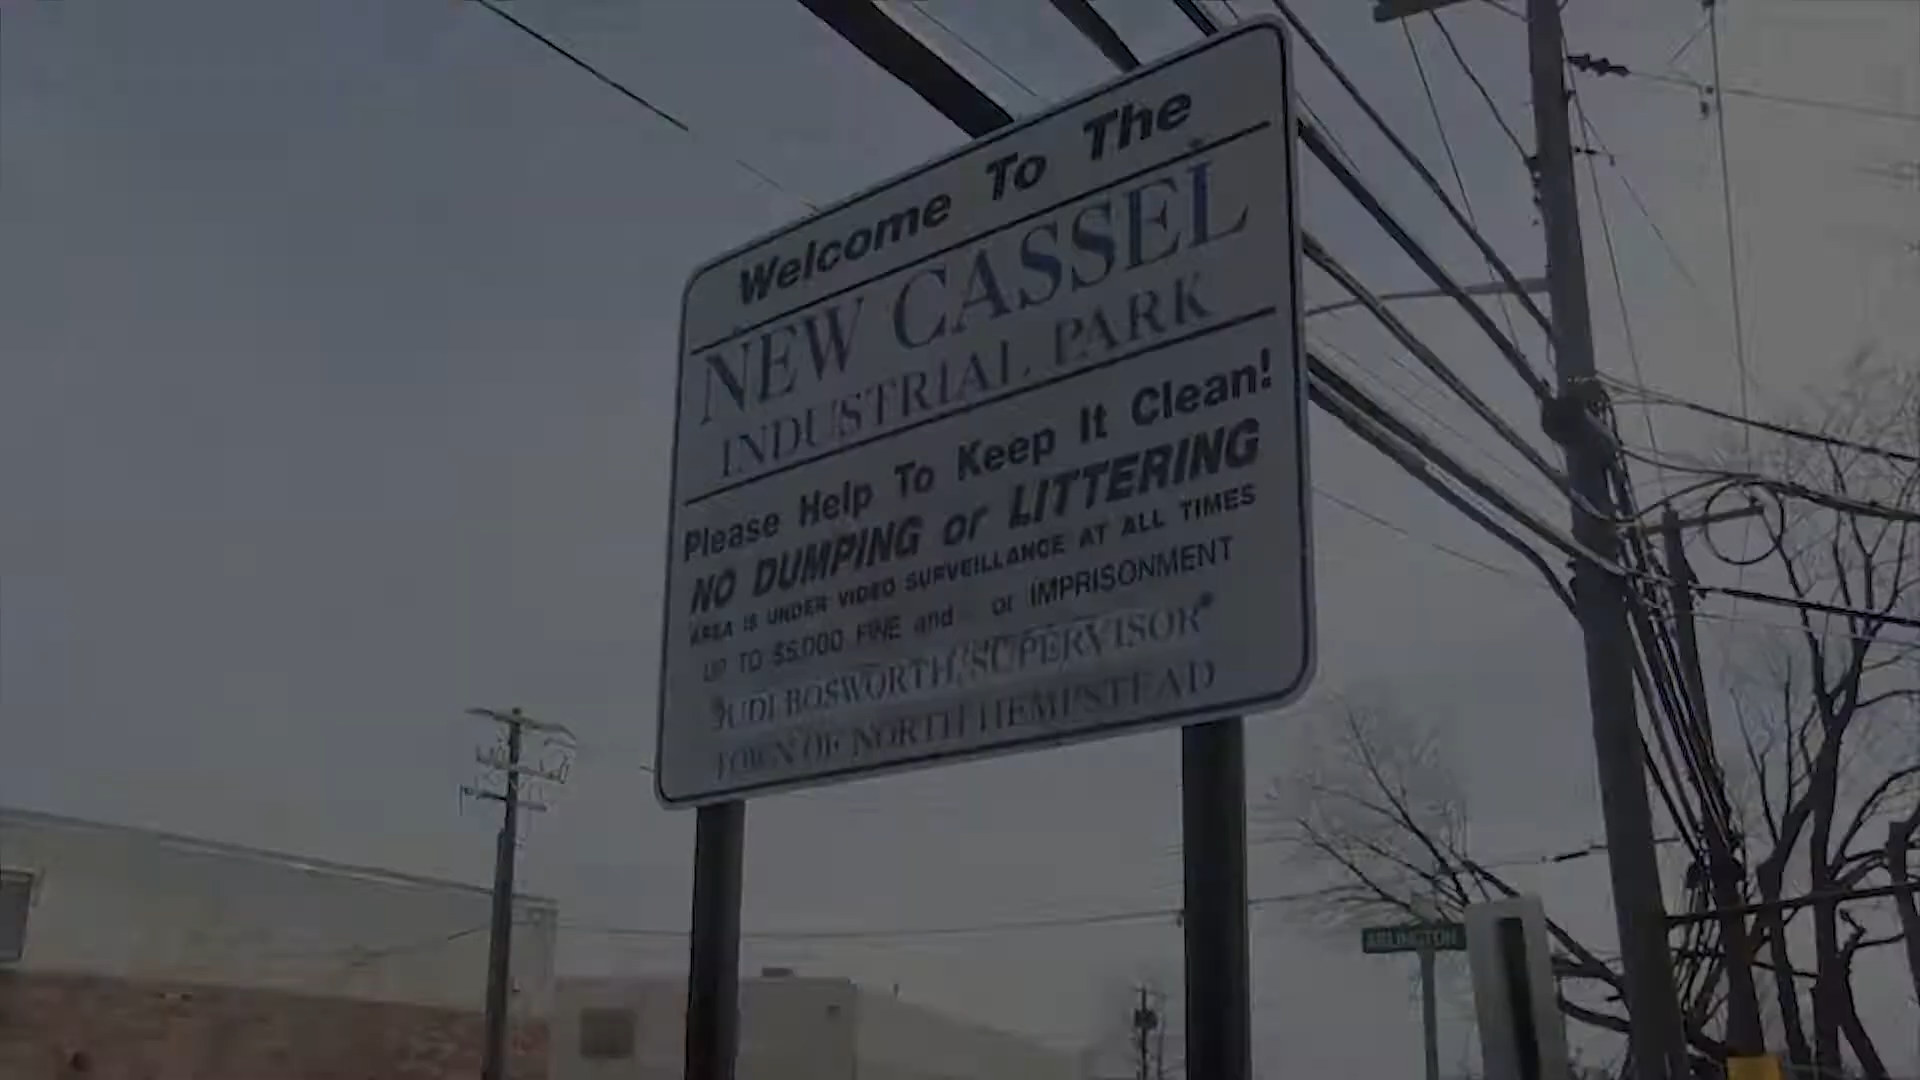 Welcome To The
NEW CASSEL
INDUSTRIAL PARK
Please Help To Keep It Clean!
NO DUMPING or LITTERING
AREA IS UNDER VIDEO SURVEILLANCE AT ALL TIMES
UP TO $5,000 FINE and or IMPRISONMENT
JUDI BOSWORTH, SUPERVISOR
TOWN OF NORTH HEMPSTEAD
ARLINGTON